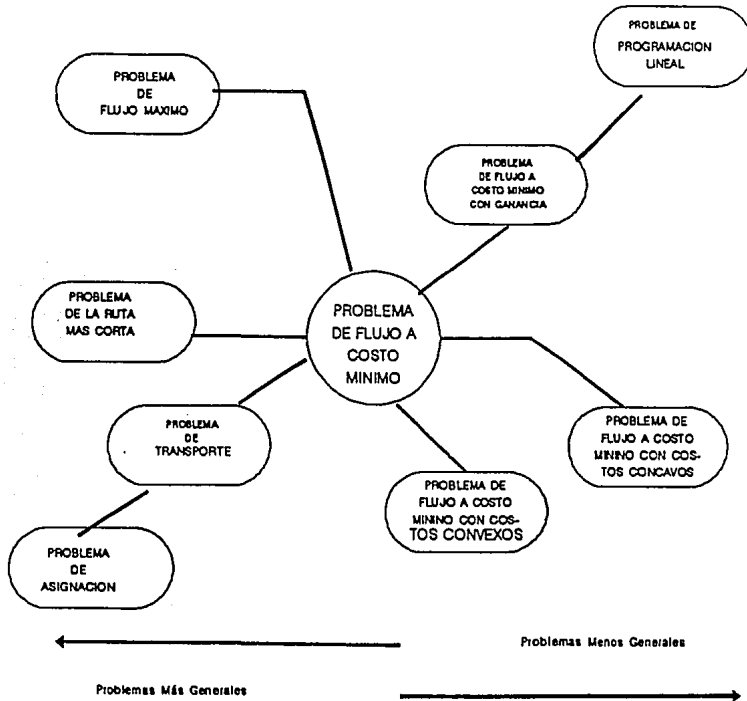 PROBLEMA DE
PROGRAMACION
LINEAL
PROBLEMA
DE
FLUJO MAXIMO
PROBLEMA
DE FLUJO A
COSTO MINIMO
CON GANANCIA
PROBLEMA
DE LA RUTA
MAS CORTA
PROBLEMA
DE FLUJO A
COSTO
MINIMO
PROBLEMA
DE
TRANSPORTE
PROBLEMA DE
FLUJO A COSTO
MININO CON COS-
TOS CONCAVOS
PROBLEMA DE
FLUJO A COSTO
MININO CON COS-
TOS CONVEXOS
PROBLEMA
DE
ASIGNACION
Problemas Menos Generales
Problemas Más Generales